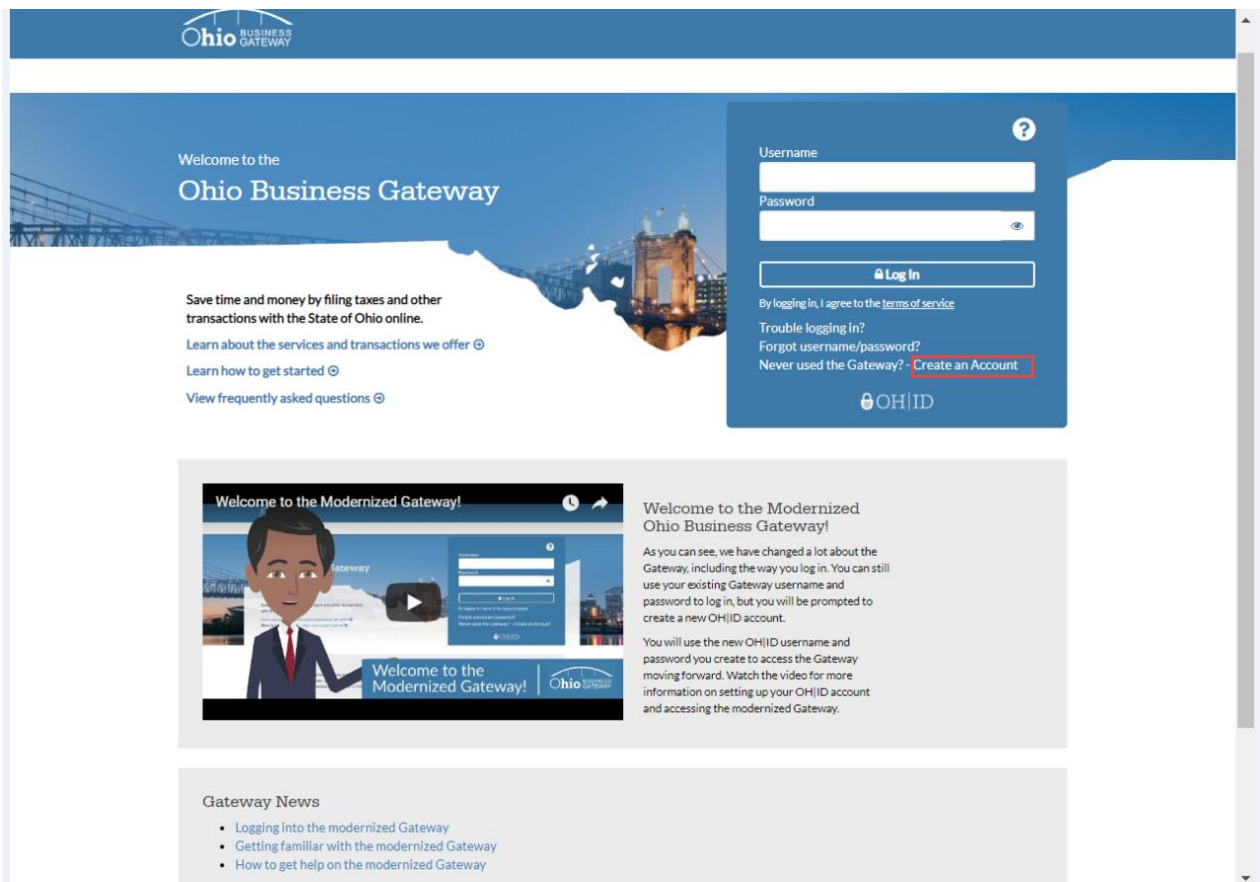 Ohio BUSINESS GATEWAY
Welcome to the
Ohio Business Gateway
Save time and money by filing taxes and other
transactions with the State of Ohio online.
Learn about the services and transactions we offer
Learn how to get started
View frequently asked questions
Username
Password
Log In
By logging in, I agree to the terms of service
Trouble logging in?
Forgot username/password?
Never used the Gateway? - Create an Account
OH|ID
Welcome to the Modernized Gateway!
Welcome to the
Modernized Gateway!
Ohio BUSINESS GATEWAY
Welcome to the Modernized
Ohio Business Gateway!
As you can see, we have changed a lot about the
Gateway, including the way you log in. You can still
use your existing Gateway username and
password to log in, but you will be prompted to
create a new OH|ID account.
You will use the new OH|ID username and
password you create to access the Gateway
moving forward. Watch the video for more
information on setting up your OH|ID account
and accessing the modernized Gateway.
Gateway News
Logging into the modernized Gateway
Getting familiar with the modernized Gateway
How to get help on the modernized Gateway